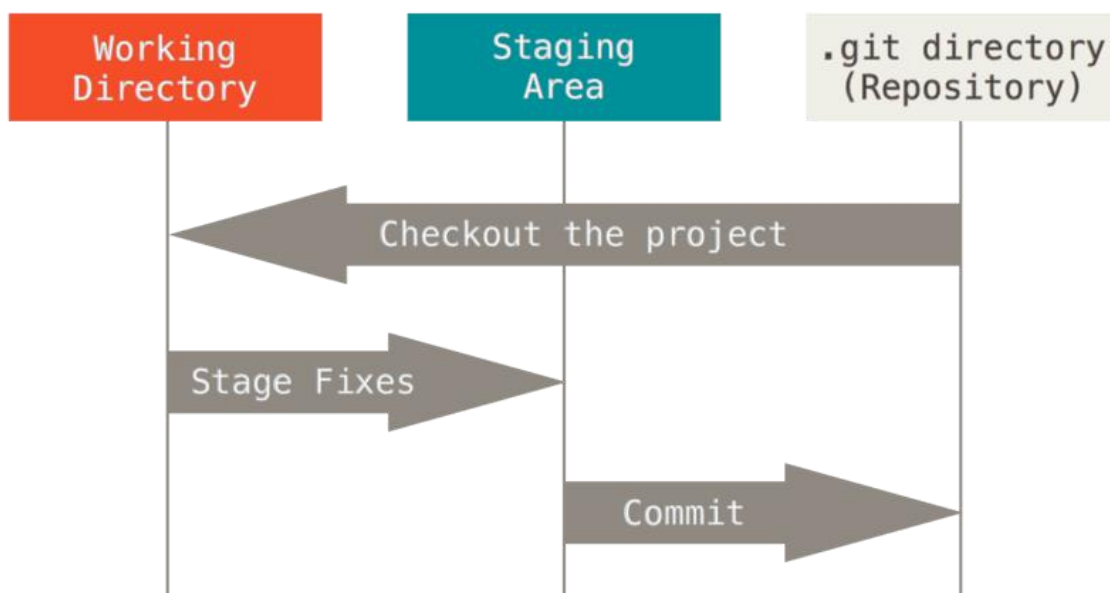 Working
Directory
Staging
Area
.git directory
(Repository)
Checkout the project
Stage Fixes
Commit